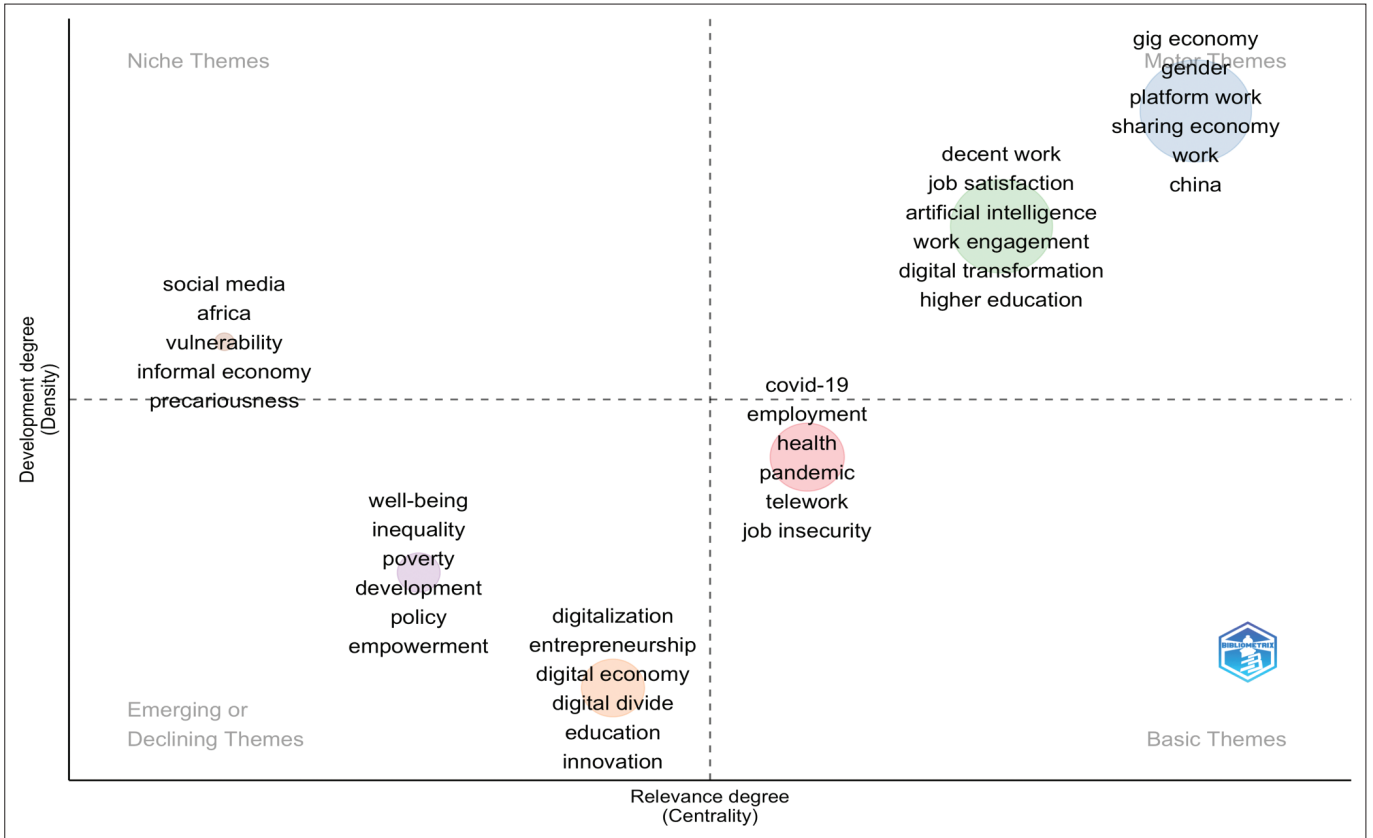 Niche Themes
Motor Themes
gig economy
gender
platform work
sharing economy
work
china
decent work
job satisfaction
artificial intelligence
work engagement
digital transformation
higher education
social media
africa
vulnerability
informal economy
precariousness
covid-19
employment
health
pandemic
telework
job insecurity
well-being
inequality
poverty
development
policy
empowerment
digitalization
entrepreneurship
digital economy
digital divide
education
innovation
Emerging or
Declining Themes
Basic Themes
BIBLIOMETRIX
Development degree
(Density)
Relevance degree
(Centrality)